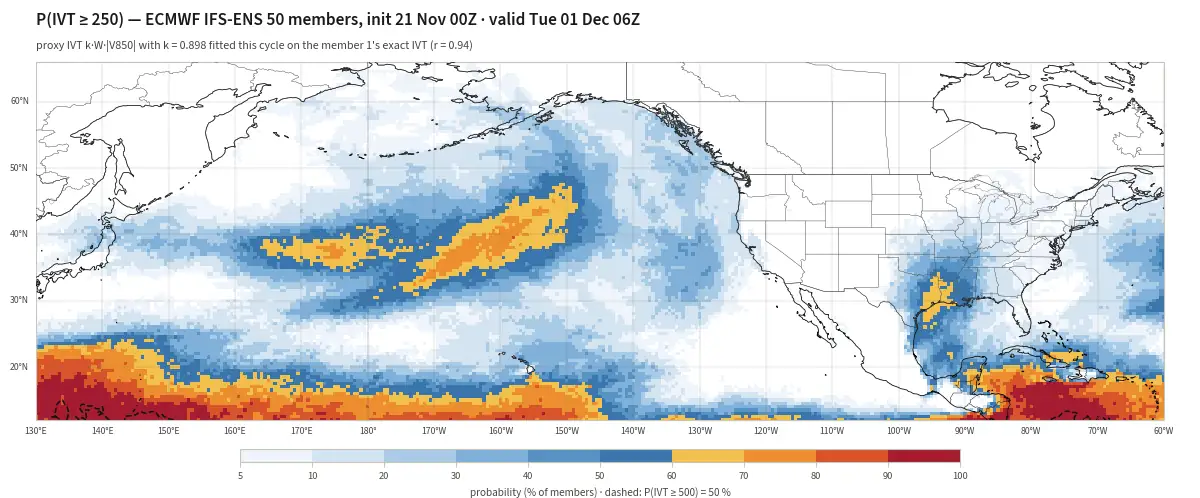 P(IVT ≥ 250) — ECMWF IFS-ENS 50 members, init 21 Nov 00Z · valid Tue 01 Dec 06Z
proxy IVT k·W·|V850| with k = 0.898 fitted this cycle on the member 1's exact IVT (r = 0.94)
60°N
50°N
40°N
30°N
20°N
130°E 140°E 150°E 160°E 170°E 180° 170°W 160°W 150°W 140°W 130°W 120°W 110°W 100°W 90°W 80°W 70°W 60°W
5 10 20 30 40 50 60 70 80 90 100
probability (% of members) · dashed: P(IVT ≥ 500) = 50 %